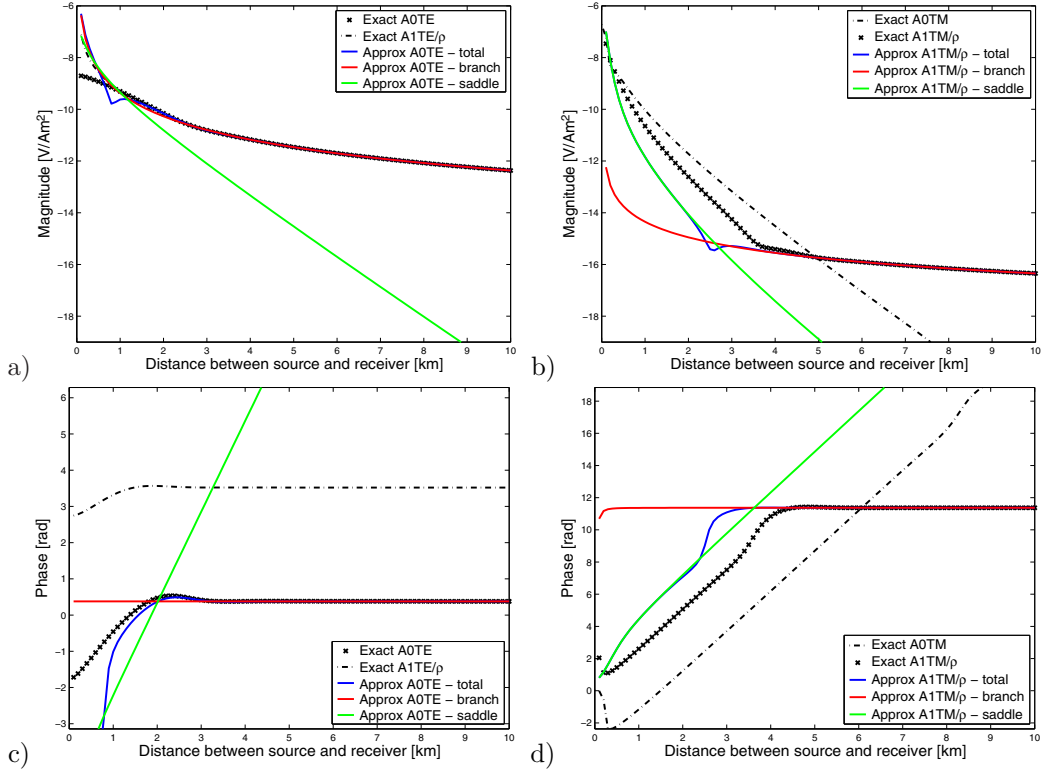 −6
−8
−10
−12
−14
−16
−18
0 1 2 3 4 5 6 7 8 9 10
Magnitude [V/Am²]
Distance between source and receiver [km]
Exact A0TE
Exact A1TE/ρ
Approx A0TE − total
Approx A0TE − branch
Approx A0TE − saddle
a)
−6
−8
−10
−12
−14
−16
−18
0 1 2 3 4 5 6 7 8 9 10
Magnitude [V/Am²]
Distance between source and receiver [km]
Exact A0TM
Exact A1TM/ρ
Approx A1TM/ρ − total
Approx A1TM/ρ − branch
Approx A1TM/ρ − saddle
b)
6
5
4
3
2
1
0
−1
−2
−3
0 1 2 3 4 5 6 7 8 9 10
Phase [rad]
Distance between source and receiver [km]
Exact A0TE
Exact A1TE/ρ
Approx A0TE − total
Approx A0TE − branch
Approx A0TE − saddle
c)
18
16
14
12
10
8
6
4
2
0
−2
0 1 2 3 4 5 6 7 8 9 10
Phase [rad]
Distance between source and receiver [km]
Exact A0TM
Exact A1TM/ρ
Approx A1TM/ρ − total
Approx A1TM/ρ − branch
Approx A1TM/ρ − saddle
d)